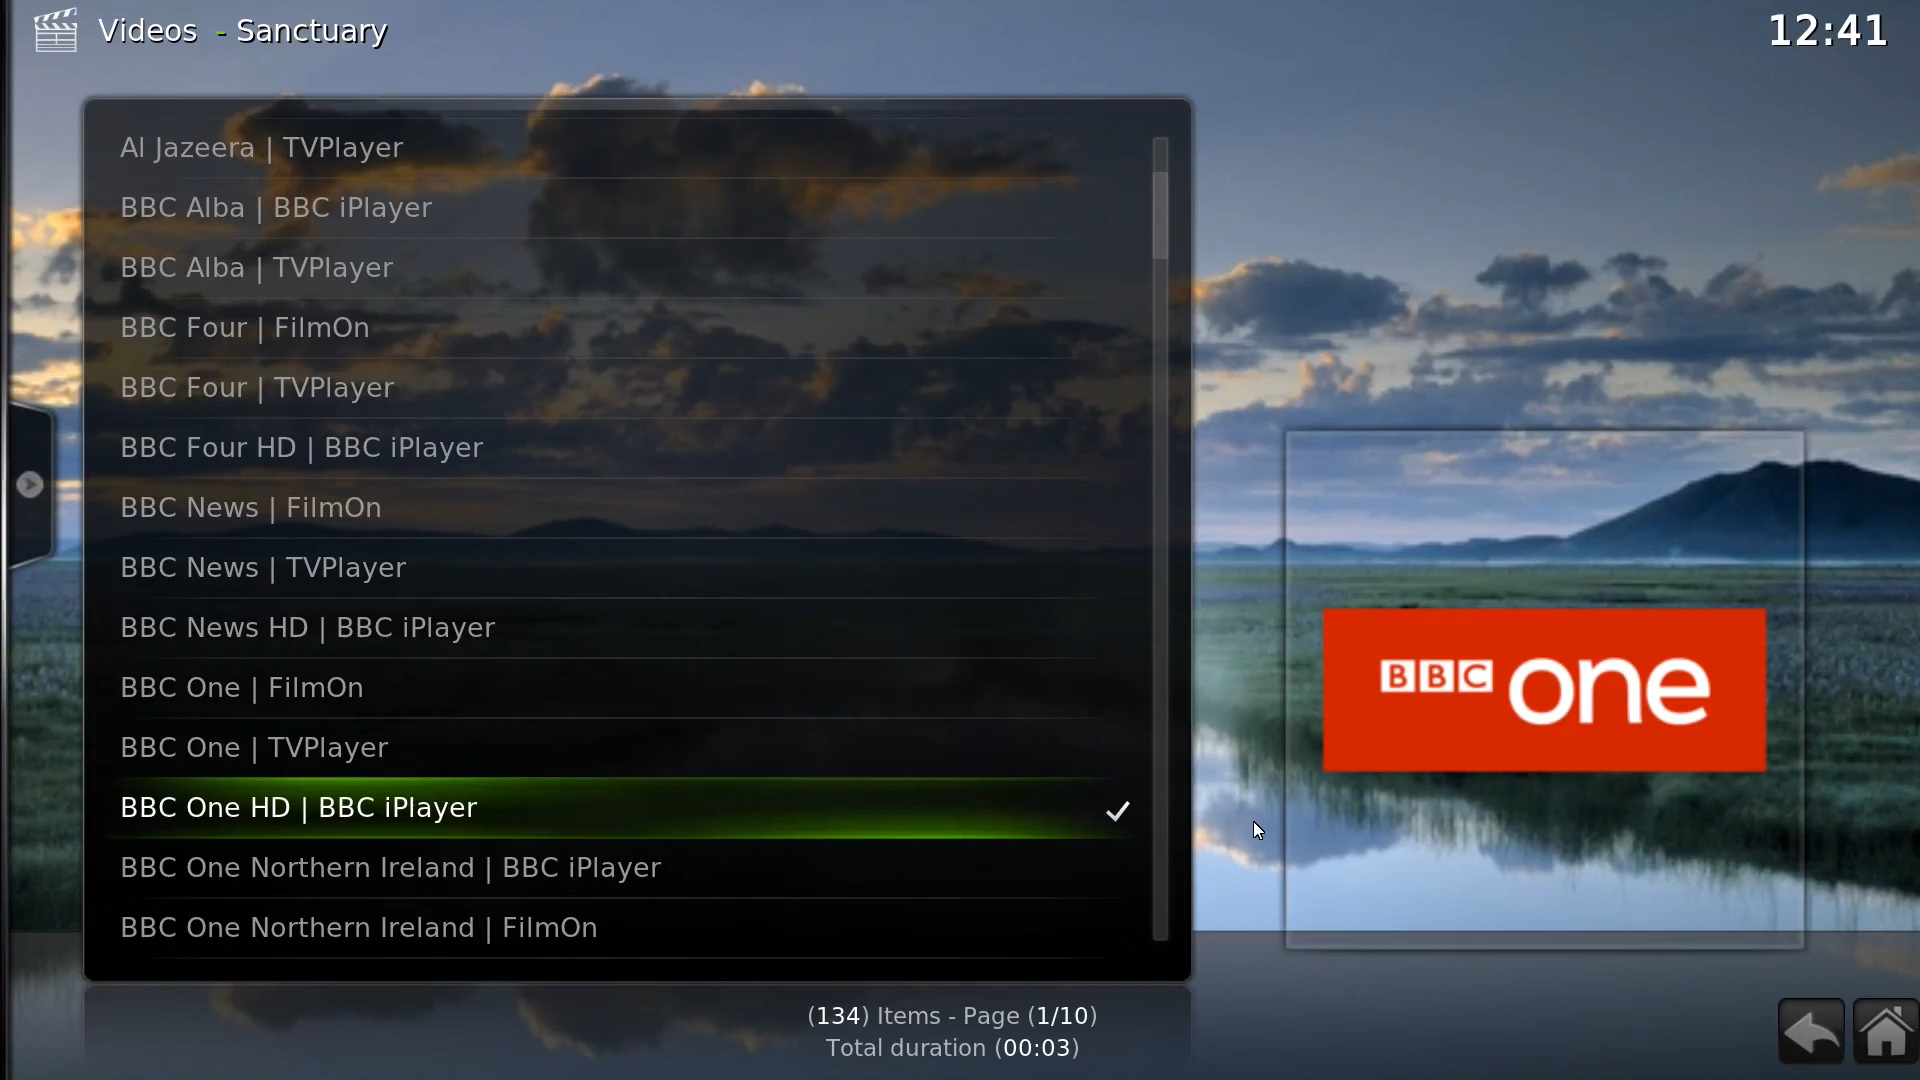 Videos - Sanctuary
12:41
Al Jazeera | TVPlayer
BBC Alba | BBC iPlayer
BBC Alba | TVPlayer
BBC Four | FilmOn
BBC Four | TVPlayer
BBC Four HD | BBC iPlayer
BBC News | FilmOn
BBC News | TVPlayer
BBC News HD | BBC iPlayer
BBC One | FilmOn
BBC One | TVPlayer
BBC One HD | BBC iPlayer
BBC One Northern Ireland | BBC iPlayer
BBC One Northern Ireland | FilmOn
BBC one
(134) Items - Page (1/10)
Total duration (00:03)